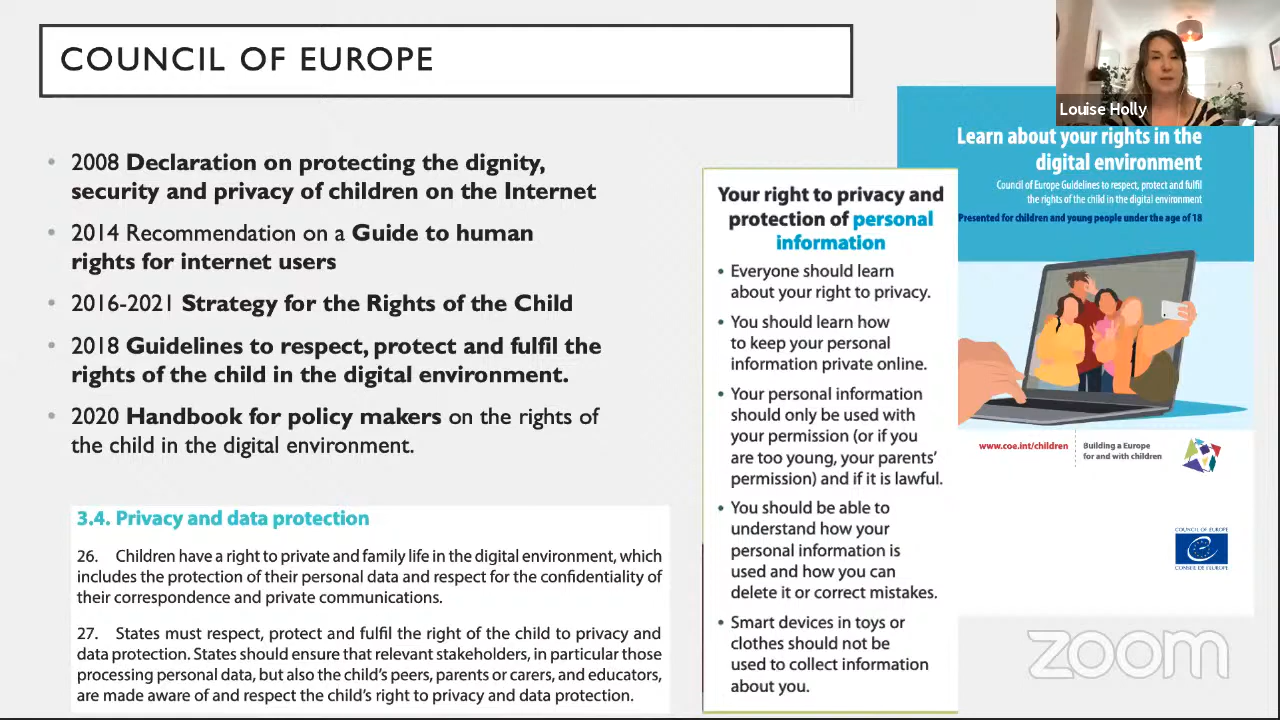 COUNCIL OF EUROPE
• 2008 Declaration on protecting the dignity,
security and privacy of children on the Internet
• 2014 Recommendation on a Guide to human
rights for internet users
• 2016-2021 Strategy for the Rights of the Child
• 2018 Guidelines to respect, protect and fulfil the
rights of the child in the digital environment.
• 2020 Handbook for policy makers on the rights of
the child in the digital environment.
3.4. Privacy and data protection
26. Children have a right to private and family life in the digital environment, which
includes the protection of their personal data and respect for the confidentiality of
their correspondence and private communications.
27. States must respect, protect and fulfil the right of the child to privacy and
data protection. States should ensure that relevant stakeholders, in particular those
processing personal data, but also the child's peers, parents or carers, and educators,
are made aware of and respect the child's right to privacy and data protection.
Your right to privacy and
protection of personal
information
• Everyone should learn
about your right to privacy.
• You should learn how
to keep your personal
information private online.
• Your personal information
should only be used with
your permission (or if you
are too young, your parents'
permission) and if it is lawful.
• You should be able to
understand how your
personal information is
used and how you can
delete it or correct mistakes.
• Smart devices in toys or
clothes should not be
used to collect information
about you.
Louise Holly
Learn about your rights in the
digital environment
Council of Europe Guidelines to respect, protect and fulfil
the rights of the child in the digital environment
Presented for children and young people under the age of 18
www.coe.int/children
Building a Europe
for and with children
COUNCIL OF EUROPE
CONSEIL DE L'EUROPE
zoom